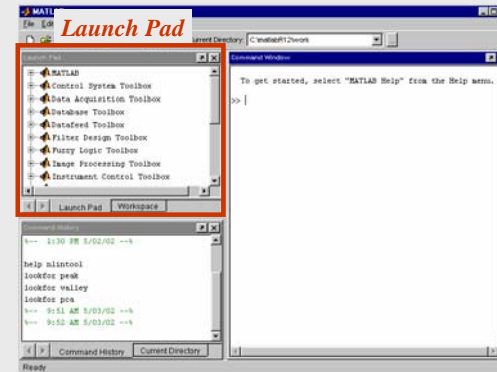 MATLAB
File Edit
Launch Pad
Current Directory: C:\matlabR12\work
Launch Pad
MATLAB
Control System Toolbox
Data Acquisition Toolbox
Database Toolbox
Datafeed Toolbox
Filter Design Toolbox
Fuzzy Logic Toolbox
Image Processing Toolbox
Instrument Control Toolbox
Launch Pad Workspace
Command History
%-- 1:30 PM 5/02/02 --%
help nlintool
lookfor peak
lookfor valley
lookfor pca
%-- 9:51 AM 5/03/02 --%
%-- 9:52 AM 5/03/02 --%
Command History Current Directory
Command Window
To get started, select "MATLAB Help" from the Help menu.
>>
Ready